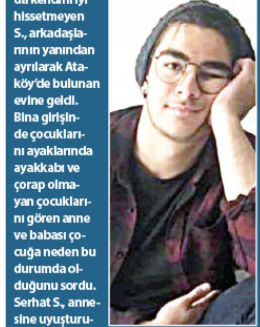 da kendini iyi
hissetmeyen
S., arkadaşla-
rının yanından
ayrılarak Ata-
köy'de bulunan
evine geldi.
Bina girişin-
de çocukları-
nı ayaklarında
ayakkabı ve
çorap olma-
yan çocukları-
nı gören anne
ve babası ço-
cuğa neden bu
durumda ol-
duğunu sordu.
Serhat S., anne-
sine uyuşturu-